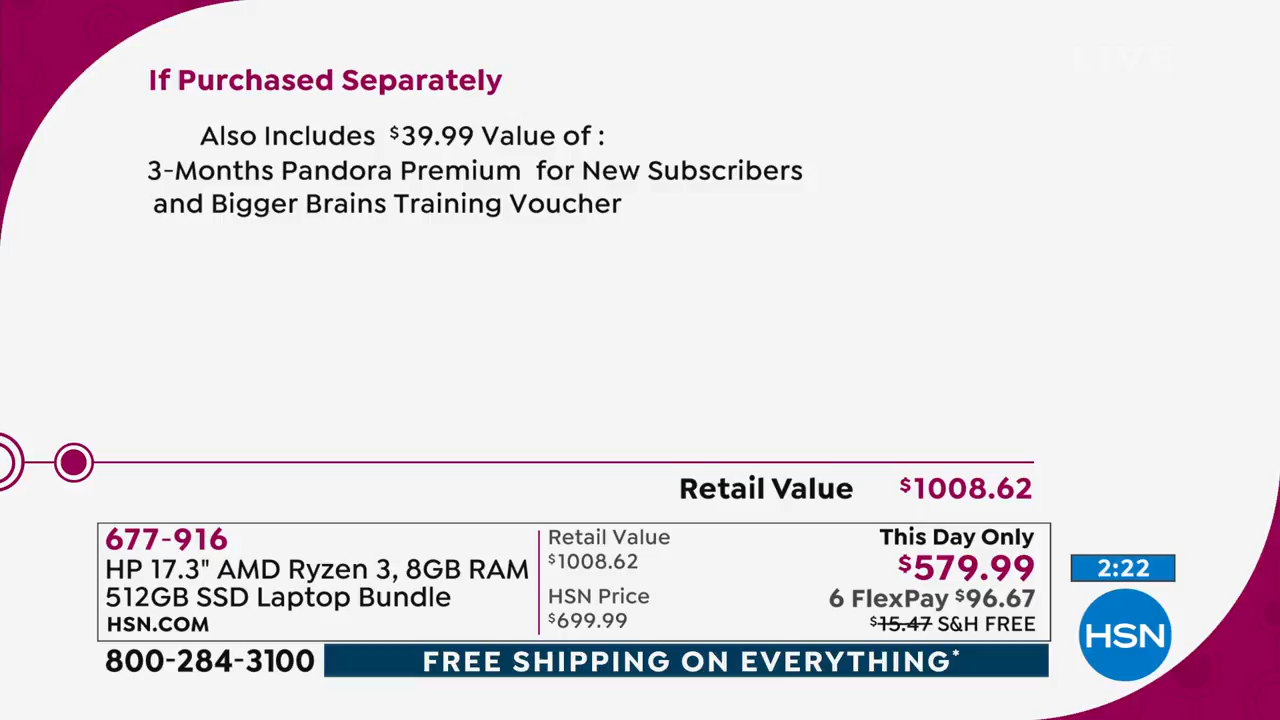 LIVE
If Purchased Separately
Also Includes $39.99 Value of :
3-Months Pandora Premium for New Subscribers
and Bigger Brains Training Voucher
Retail Value $1008.62
677-916
HP 17.3" AMD Ryzen 3, 8GB RAM
512GB SSD Laptop Bundle
HSN.COM
Retail Value
$1008.62
HSN Price
$699.99
This Day Only
$579.99
6 FlexPay $96.67
$15.47 S&H FREE
2:22
HSN
800-284-3100
FREE SHIPPING ON EVERYTHING*